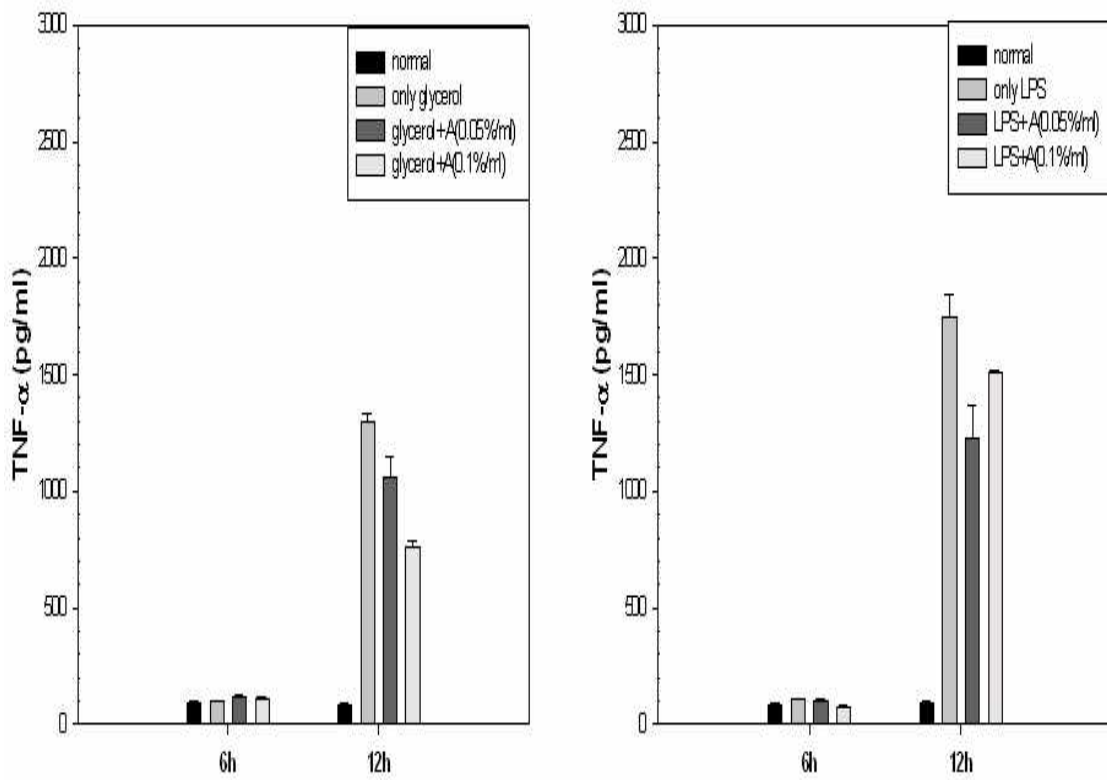 TNF-α (pg/ml)
3000
2500
2000
1500
1000
500
0
6h
12h
normal
only glycerol
glycerol+A(0.05%/ml)
glycerol+A(0.1%/ml)
TNF-α (pg/ml)
3000
2500
2000
1500
1000
500
0
6h
12h
normal
only LPS
LPS+A(0.05%/ml)
LPS+A(0.1%/ml)